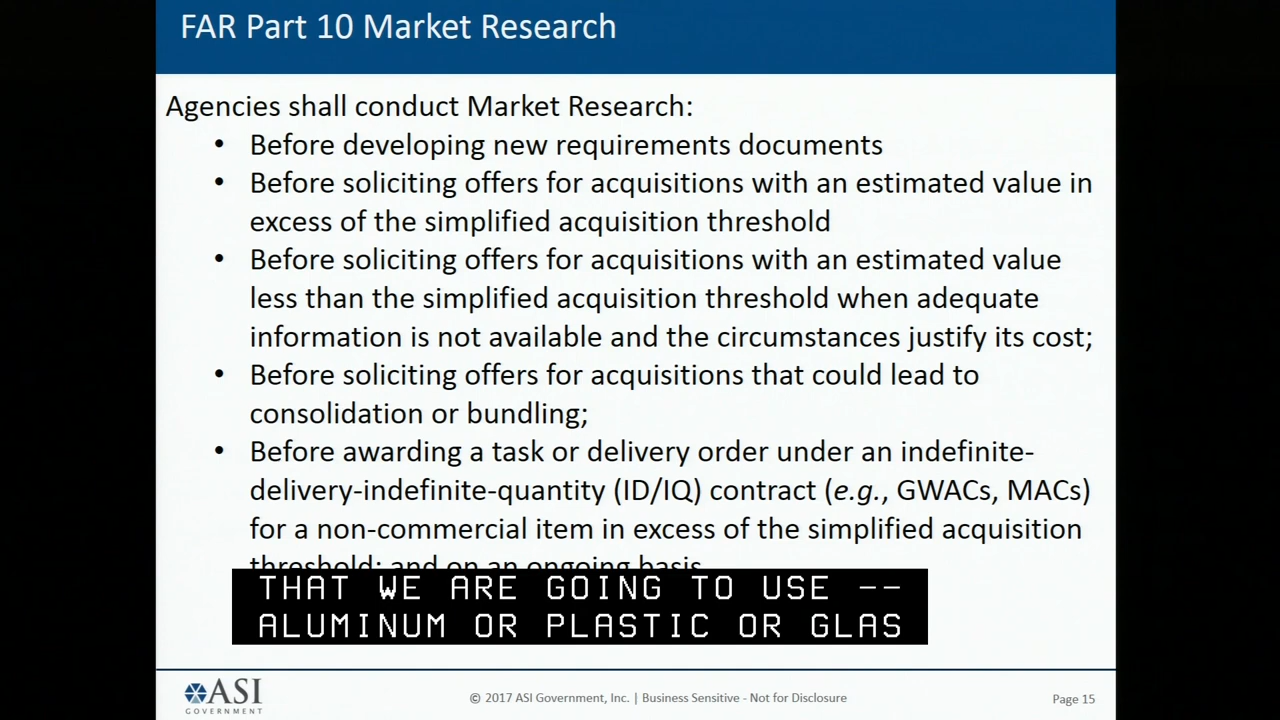 FAR Part 10 Market Research
Agencies shall conduct Market Research:
• Before developing new requirements documents
• Before soliciting offers for acquisitions with an estimated value in
excess of the simplified acquisition threshold
• Before soliciting offers for acquisitions with an estimated value
less than the simplified acquisition threshold when adequate
information is not available and the circumstances justify its cost;
• Before soliciting offers for acquisitions that could lead to
consolidation or bundling;
• Before awarding a task or delivery order under an indefinite-
delivery-indefinite-quantity (ID/IQ) contract (e.g., GWACs, MACs)
for a non-commercial item in excess of the simplified acquisition
threshold; and on an ongoing basis
THAT WE ARE GOING TO USE --
ALUMINUM OR PLASTIC OR GLAS
ASI
GOVERNMENT
© 2017 ASI Government, Inc. | Business Sensitive - Not for Disclosure
Page 15